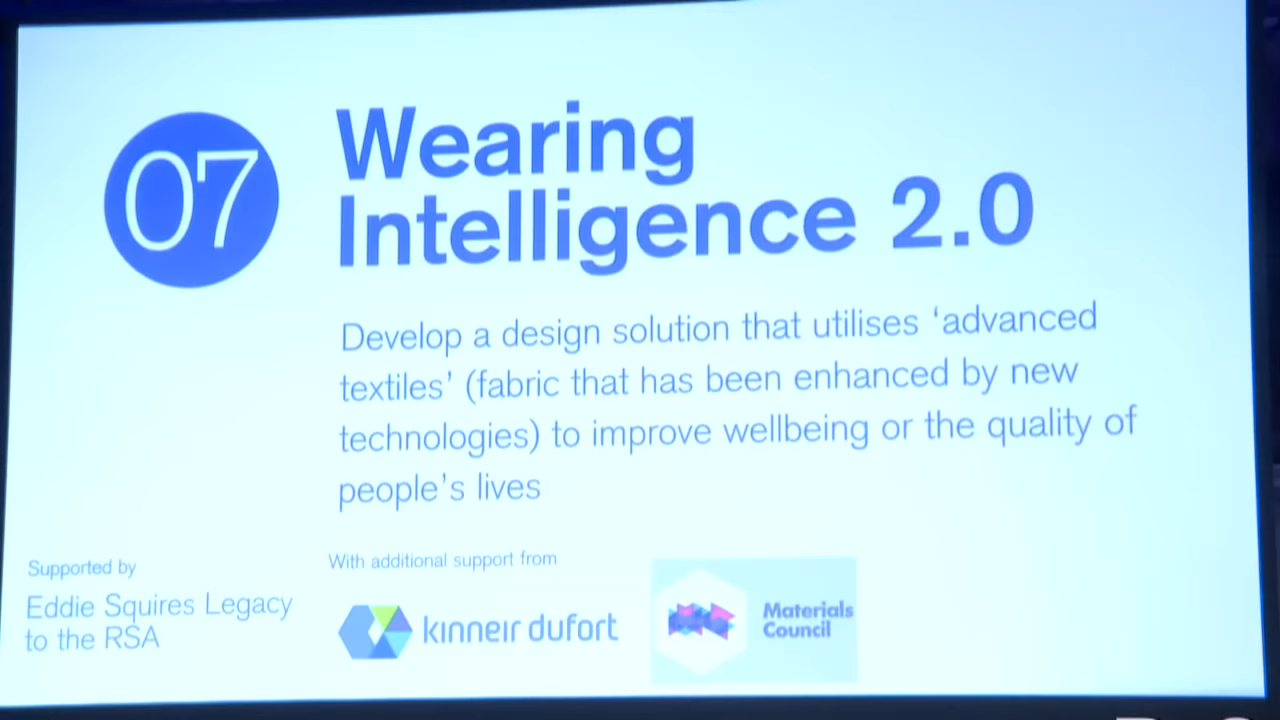 07
Wearing
Intelligence 2.0
Develop a design solution that utilises ‘advanced
textiles’ (fabric that has been enhanced by new
technologies) to improve wellbeing or the quality of
people’s lives
Supported by
Eddie Squires Legacy
to the RSA
With additional support from
kinneir dufort
Materials
Council